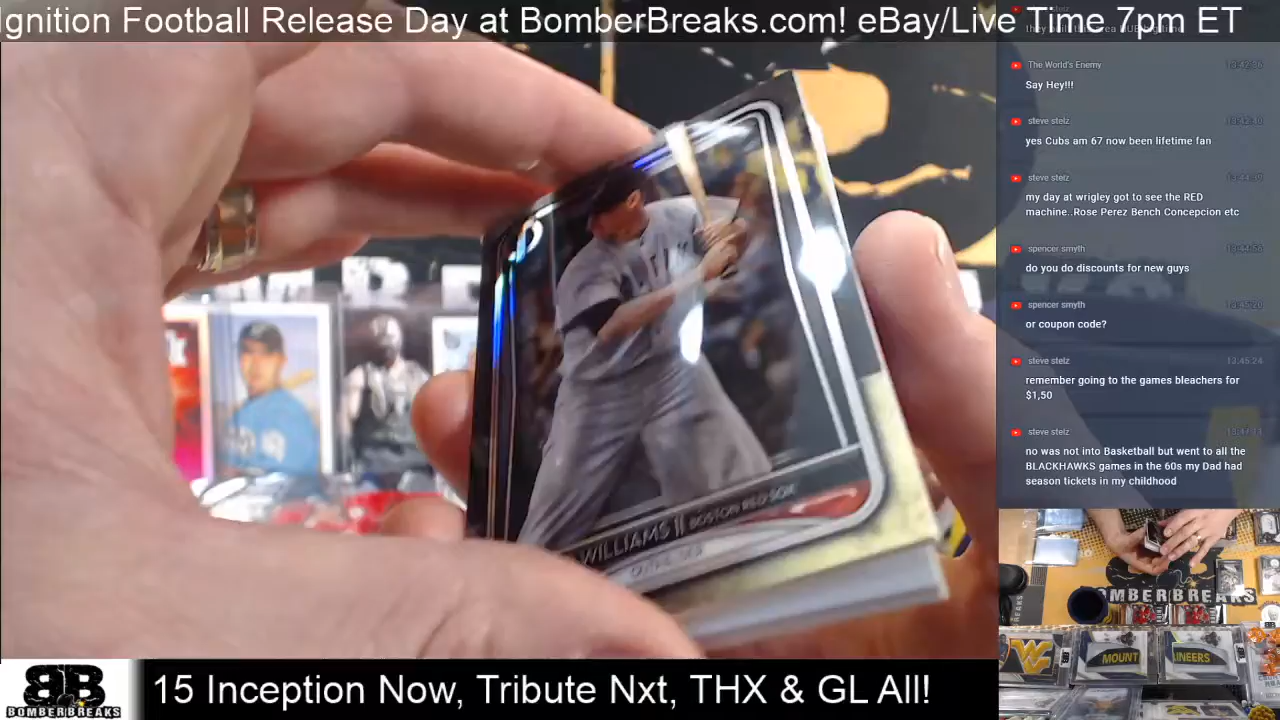 Ignition Football Release Day at BomberBreaks.com! eBay/Live Time 7pm ET
The World's Enemy
Say Hey!!!
steve stelz
yes Cubs am 67 now been lifetime fan
steve stelz
my day at wrigley got to see the RED
machine..Rose Perez Bench Concepcion etc
spencer smyth
do you do discounts for new guys
spencer smyth
or coupon code?
steve stelz 13:45:24
remember going to the games bleachers for
$1,50
steve stelz
no was not into Basketball but went to all the
BLACKHAWKS games in the 60s my Dad had
season tickets in my childhood
WILLIAMS || BOSTON RED SOX
OMBERBREAKS
MOUNT
INEERS
BB
BOMBERBREAKS
15 Inception Now, Tribute Nxt, THX & GL All!